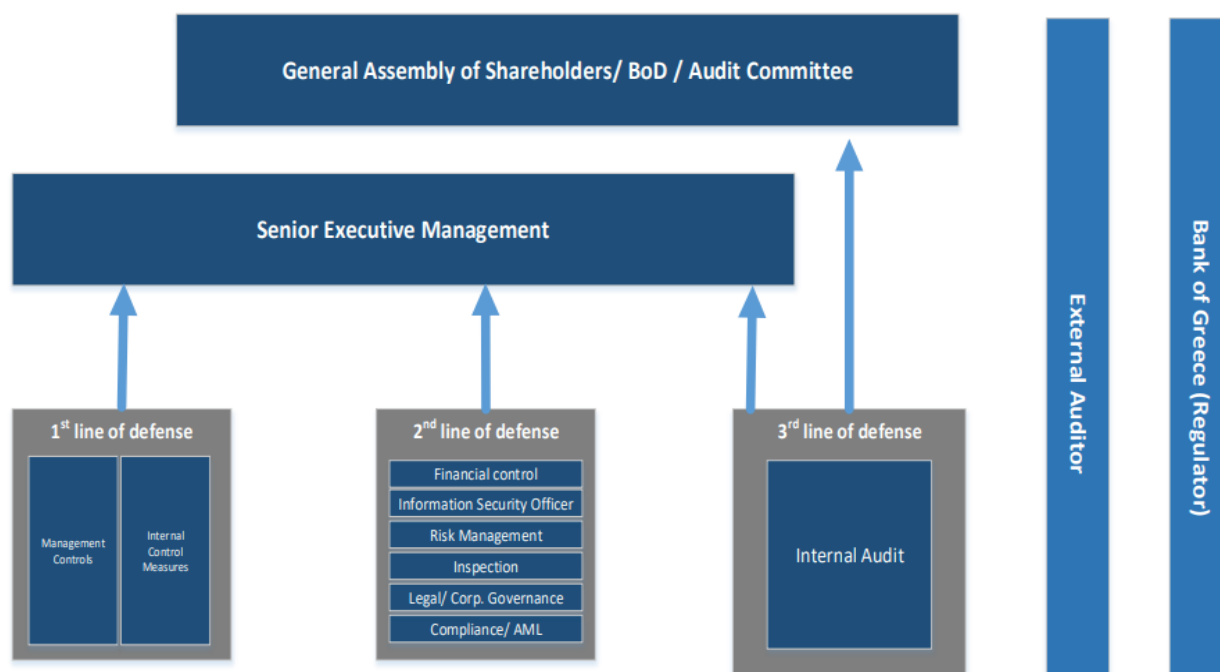 General Assembly of Shareholders/ BoD / Audit Committee
Senior Executive Management
1st line of defense
Management
Controls
Internal
Control
Measures
2nd line of defense
Financial control
Information Security Officer
Risk Management
Inspection
Legal/ Corp. Governance
Compliance/ AML
3rd line of defense
Internal Audit
External Auditor
Bank of Greece (Regulator)